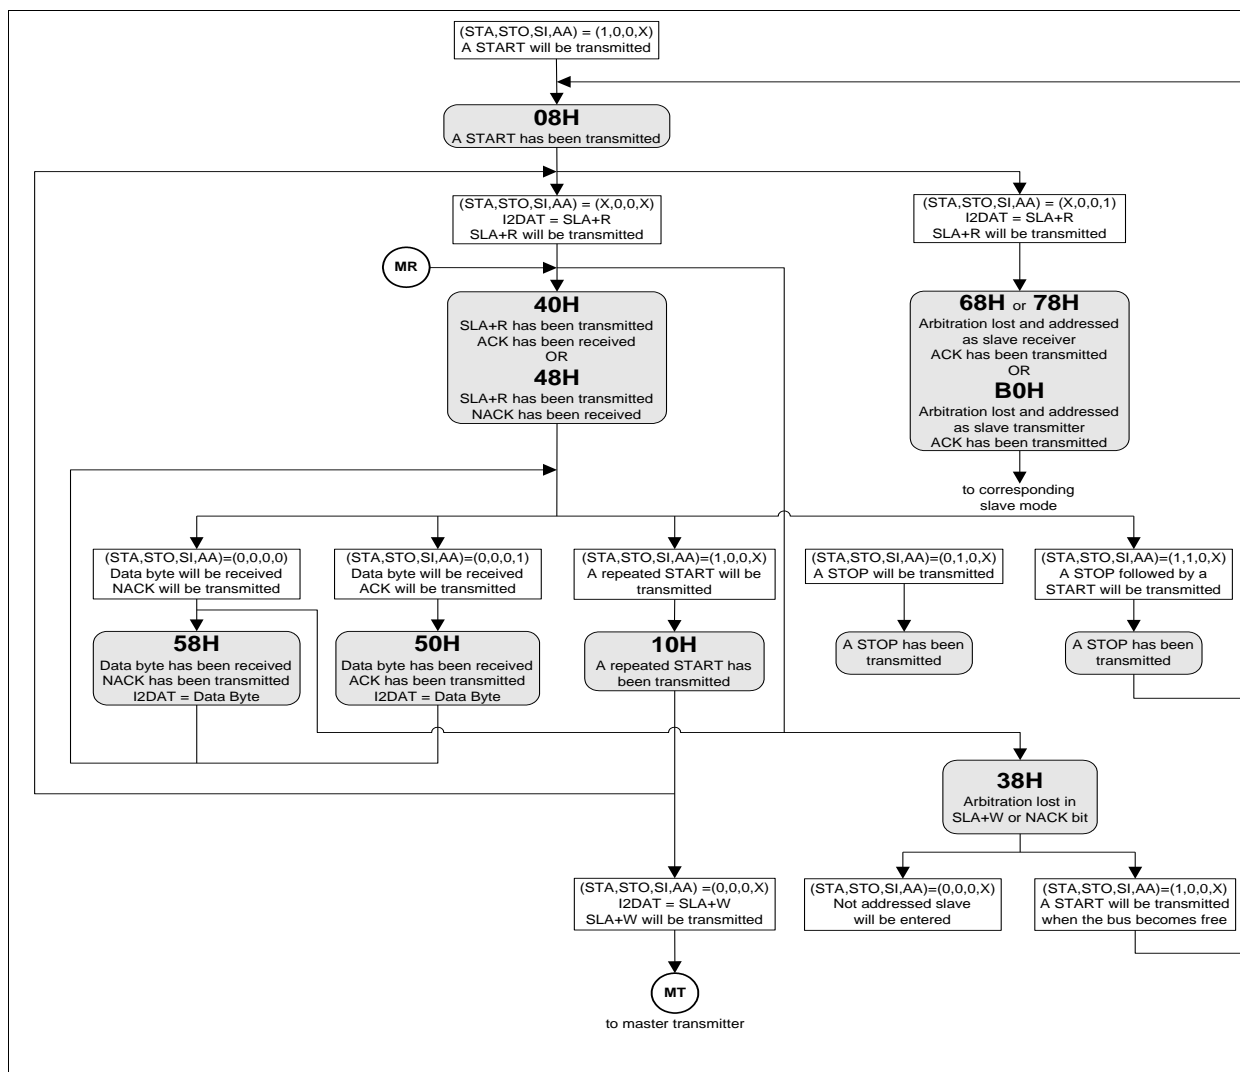 (STA,STO,SI,AA) = (1,0,0,X)
A START will be transmitted
08H
A START has been transmitted
(STA,STO,SI,AA) = (X,0,0,X)
I2DAT = SLA+R
SLA+R will be transmitted
(STA,STO,SI,AA) = (X,0,0,1)
I2DAT = SLA+R
SLA+R will be transmitted
MR
40H
SLA+R has been transmitted
ACK has been received
OR
48H
SLA+R has been transmitted
NACK has been received
68H or 78H
Arbitration lost and addressed
as slave receiver
ACK has been transmitted
OR
B0H
Arbitration lost and addressed
as slave transmitter
ACK has been transmitted
to corresponding
slave mode
(STA,STO,SI,AA)=(0,0,0,0)
Data byte will be received
NACK will be transmitted
(STA,STO,SI,AA)=(0,0,0,1)
Data byte will be received
ACK will be transmitted
(STA,STO,SI,AA)=(1,0,0,X)
A repeated START will be
transmitted
(STA,STO,SI,AA)=(0,1,0,X)
A STOP will be transmitted
(STA,STO,SI,AA)=(1,1,0,X)
A STOP followed by a
START will be transmitted
58H
Data byte has been received
NACK has been transmitted
I2DAT = Data Byte
50H
Data byte has been received
ACK has been transmitted
I2DAT = Data Byte
10H
A repeated START has
been transmitted
A STOP has been
transmitted
A STOP has been
transmitted
38H
Arbitration lost in
SLA+W or NACK bit
(STA,STO,SI,AA) =(0,0,0,X)
I2DAT = SLA+W
SLA+W will be transmitted
(STA,STO,SI,AA)=(0,0,0,X)
Not addressed slave
will be entered
(STA,STO,SI,AA)=(1,0,0,X)
A START will be transmitted
when the bus becomes free
MT
to master transmitter